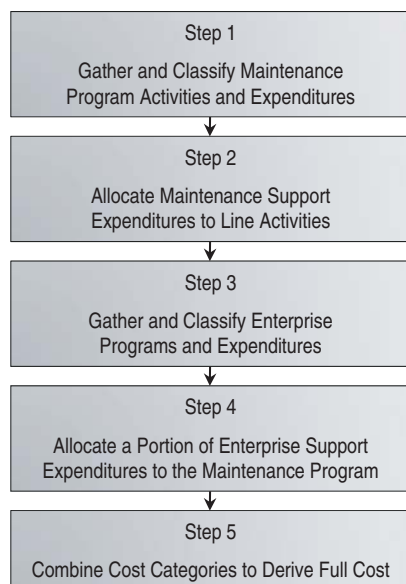 Step 1
Gather and Classify Maintenance
Program Activities and Expenditures
Step 2
Allocate Maintenance Support
Expenditures to Line Activities
Step 3
Gather and Classify Enterprise
Programs and Expenditures
Step 4
Allocate a Portion of Enterprise Support
Expenditures to the Maintenance Program
Step 5
Combine Cost Categories to Derive Full Cost